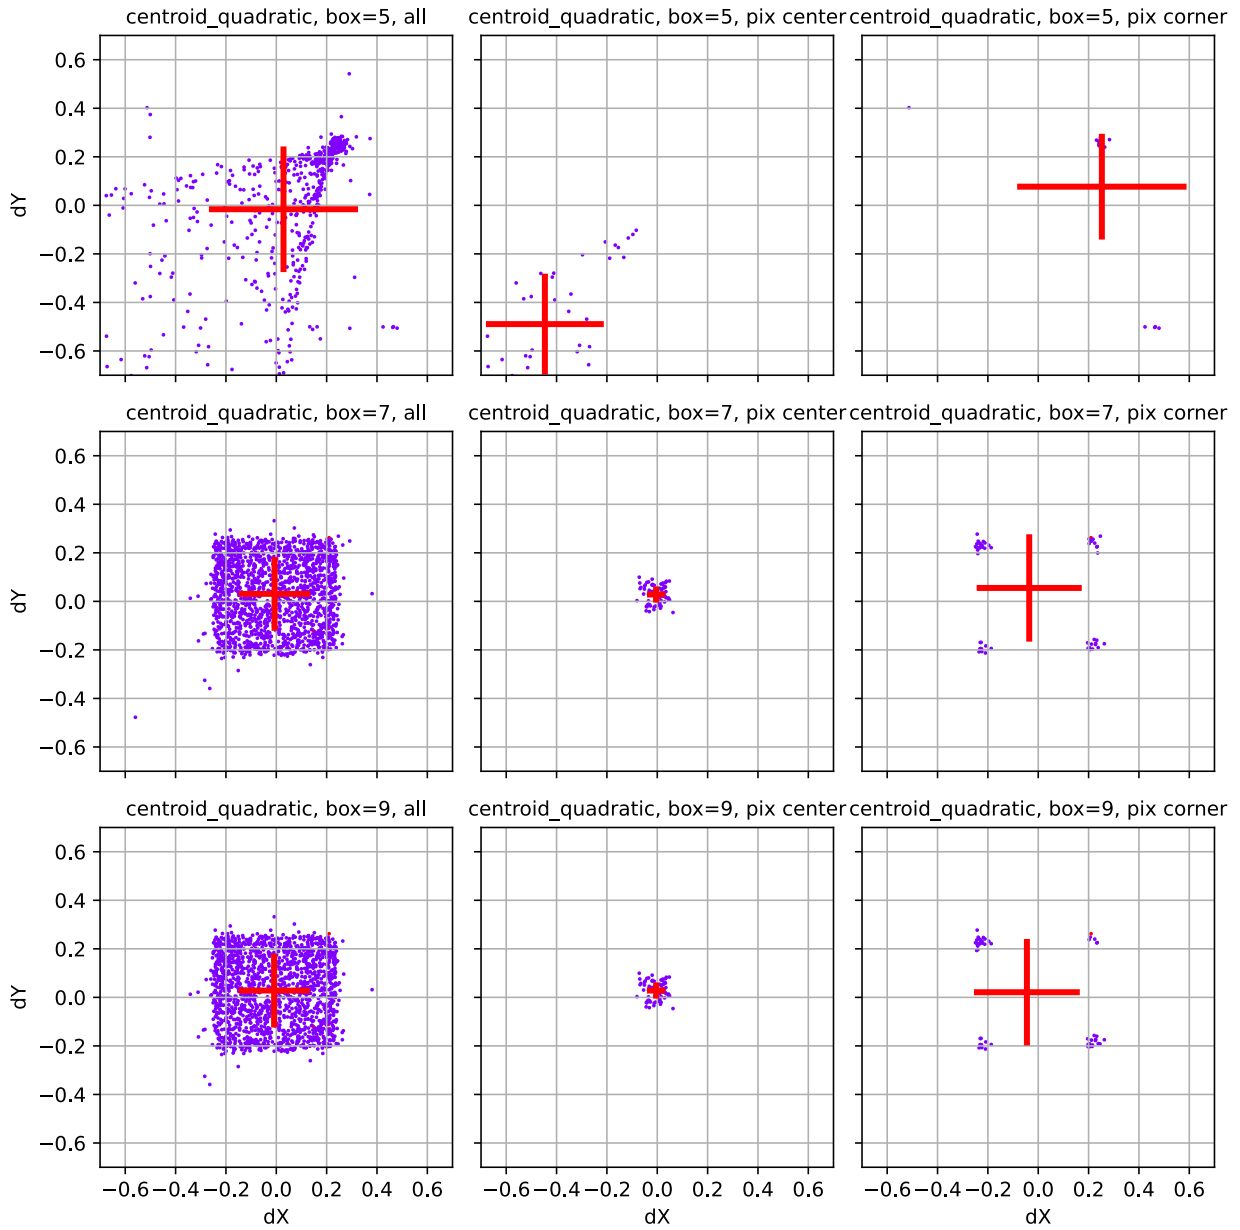 centroid_quadratic, box=5, all
centroid_quadratic, box=5, pix center
centroid_quadratic, box=5, pix corner
0.6
0.4
0.2
0.0
−0.2
−0.4
−0.6
dY
centroid_quadratic, box=7, all
centroid_quadratic, box=7, pix center
centroid_quadratic, box=7, pix corner
0.6
0.4
0.2
0.0
−0.2
−0.4
−0.6
dY
centroid_quadratic, box=9, all
centroid_quadratic, box=9, pix center
centroid_quadratic, box=9, pix corner
0.6
0.4
0.2
0.0
−0.2
−0.4
−0.6
dY
−0.6 −0.4 −0.2 0.0 0.2 0.4 0.6
−0.6 −0.4 −0.2 0.0 0.2 0.4 0.6
−0.6 −0.4 −0.2 0.0 0.2 0.4 0.6
dX
dX
dX